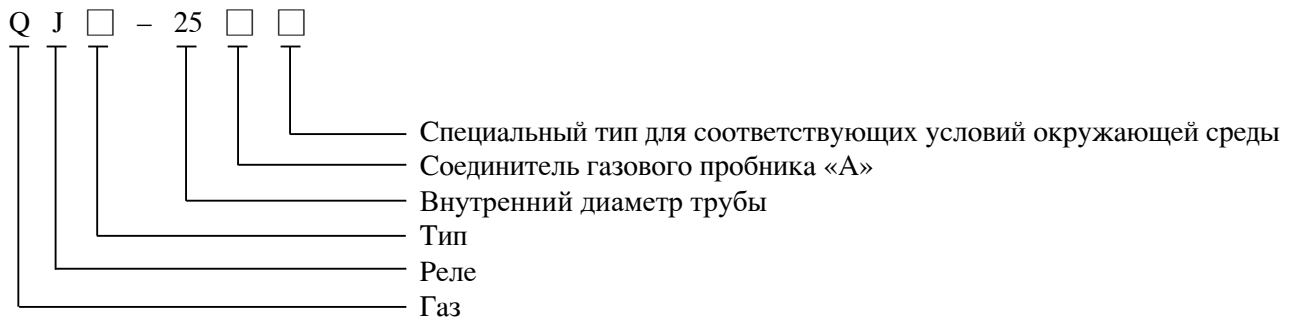 Q J □ – 25 □ □
Специальный тип для соответствующих условий окружающей среды
Соединитель газового пробника «А»
Внутренний диаметр трубы
Тип
Реле
Газ